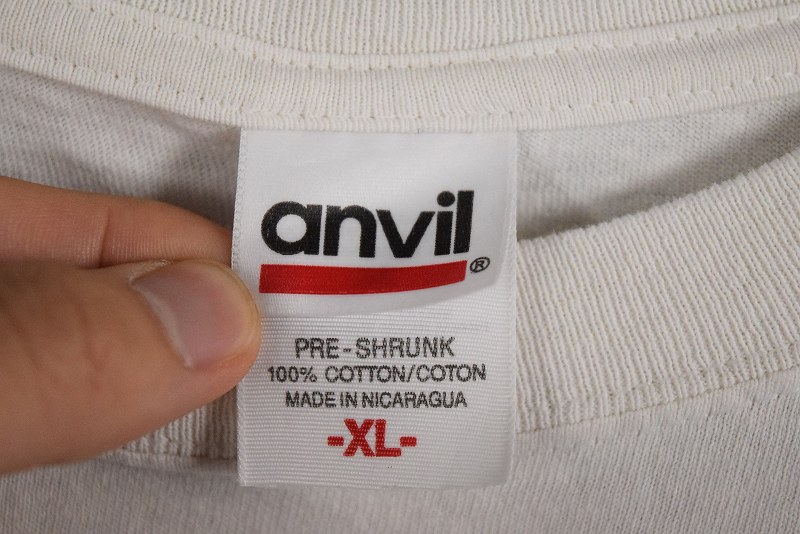 anvil®
PRE-SHRUNK
100% COTTON/COTON
MADE IN NICARAGUA
-XL-